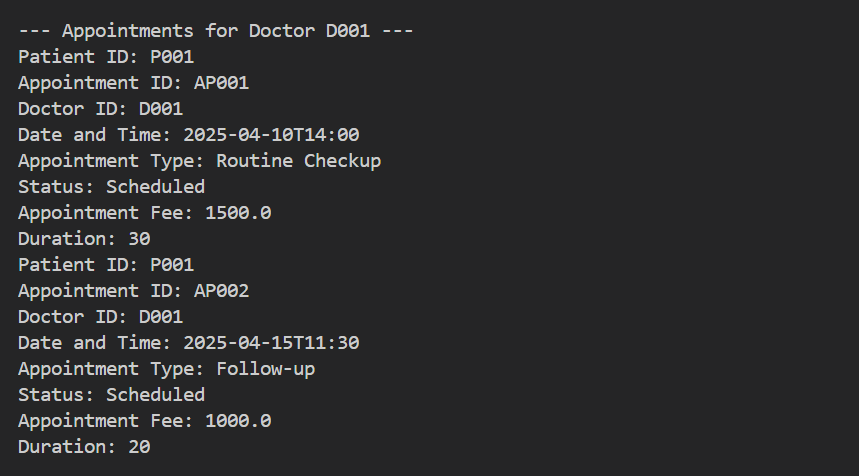 --- Appointments for Doctor D001 ---
Patient ID: P001
Appointment ID: AP001
Doctor ID: D001
Date and Time: 2025-04-10T14:00
Appointment Type: Routine Checkup
Status: Scheduled
Appointment Fee: 1500.0
Duration: 30
Patient ID: P001
Appointment ID: AP002
Doctor ID: D001
Date and Time: 2025-04-15T11:30
Appointment Type: Follow-up
Status: Scheduled
Appointment Fee: 1000.0
Duration: 20